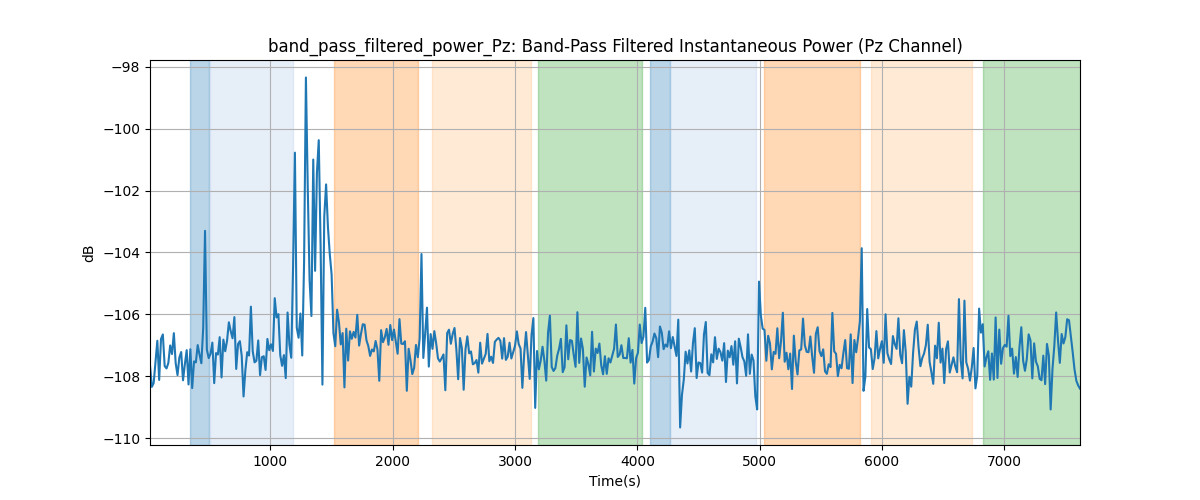 band_pass_filtered_power_Pz: Band-Pass Filtered Instantaneous Power (Pz Channel)
−98
−100
−102
−104
−106
−108
−110
dB
1000 2000 3000 4000 5000 6000 7000
Time(s)